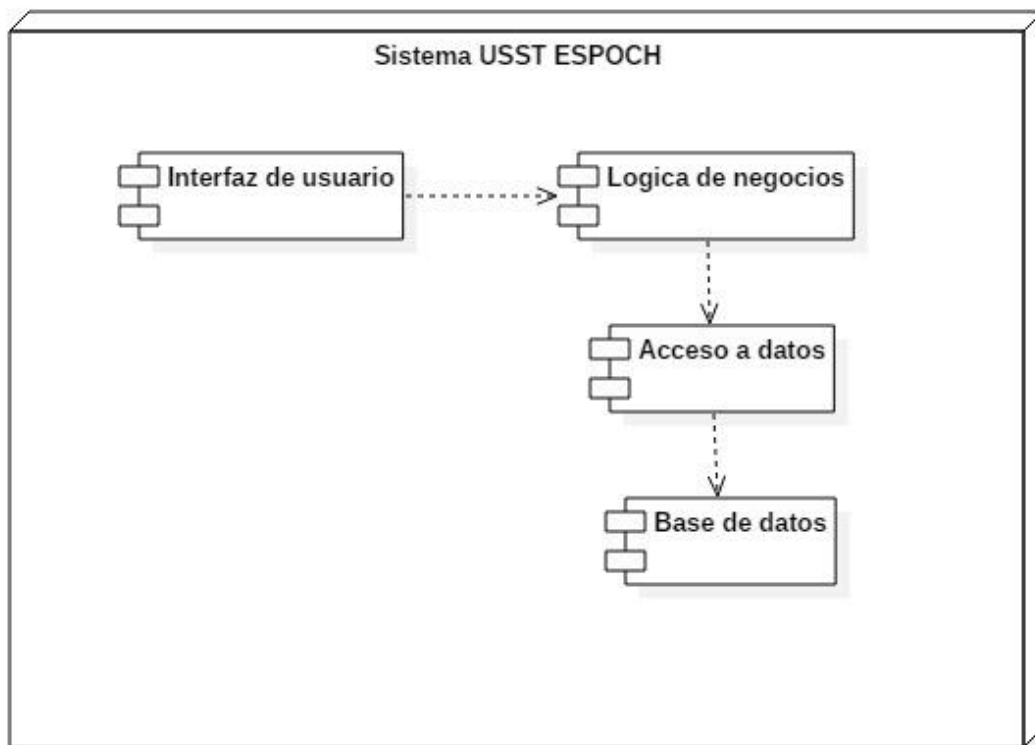 Sistema USST ESPOCH
Interfaz de usuario
Logica de negocios
Acceso a datos
Base de datos